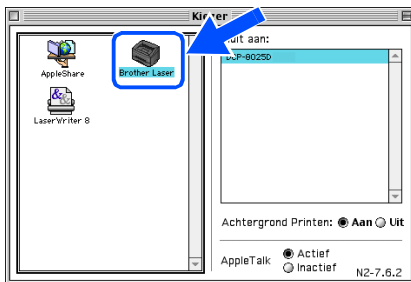 Kiezer
AppleShare
Brother Laser
LaserWriter 8
uit aan:
DCP-8025D
Achtergrond Printen: Aan Uit
AppleTalk Actief
Inactief
N2-7.6.2